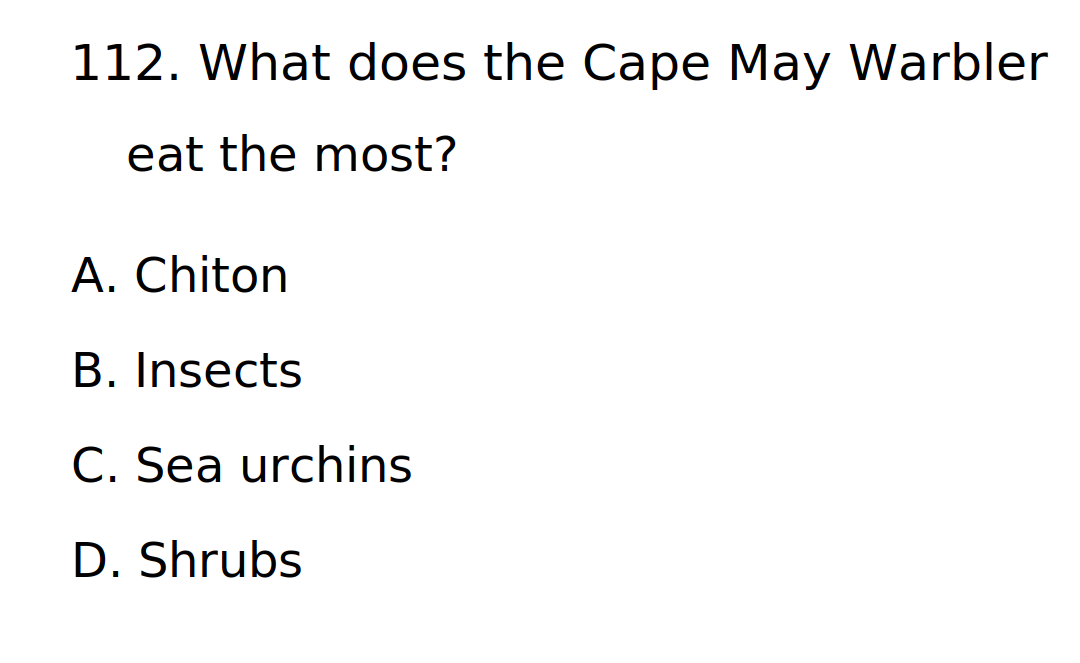 112. What does the Cape May Warbler
eat the most?
A. Chiton
B. Insects
C. Sea urchins
D. Shrubs